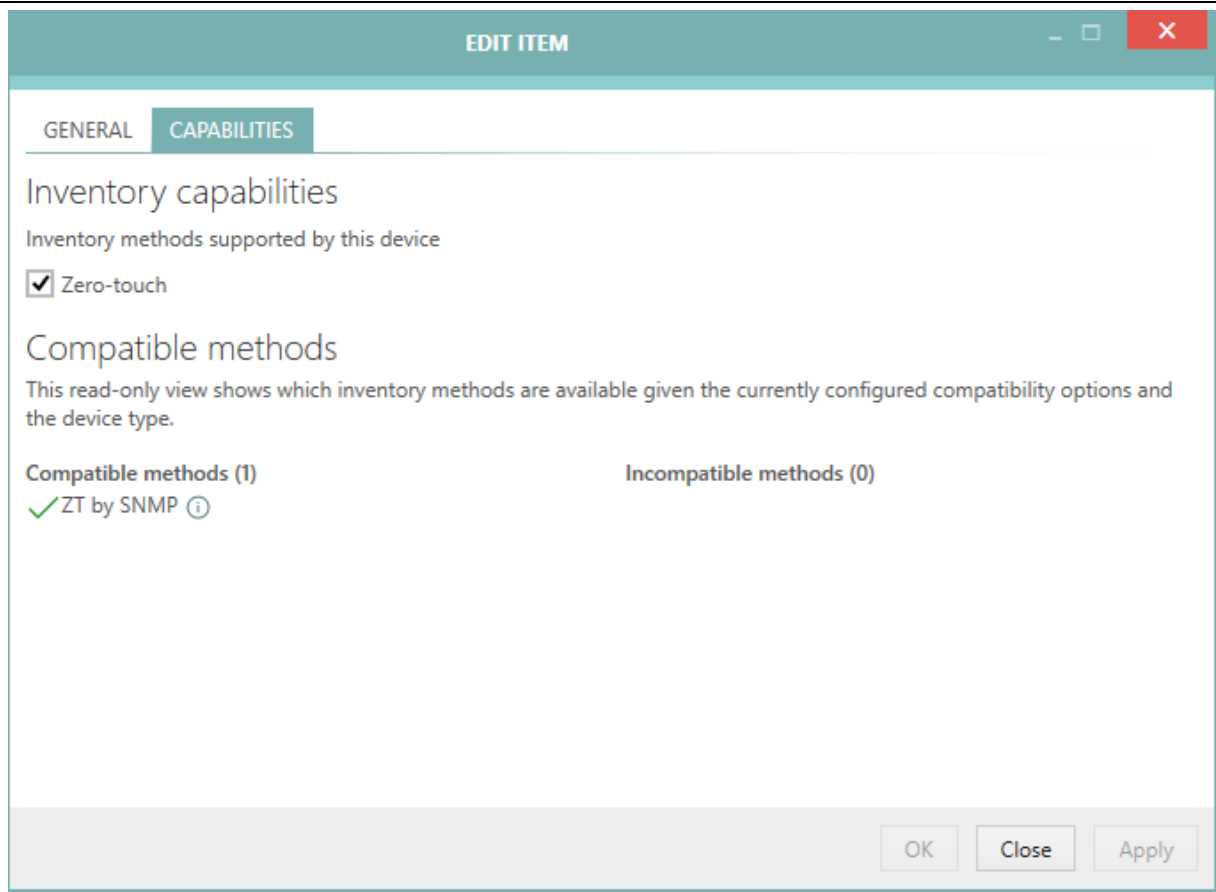 EDIT ITEM
GENERAL CAPABILITIES
Inventory capabilities
Inventory methods supported by this device
Zero-touch
Compatible methods
This read-only view shows which inventory methods are available given the currently configured compatibility options and
the device type.
Compatible methods (1) Incompatible methods (0)
ZT by SNMP
OK Close Apply